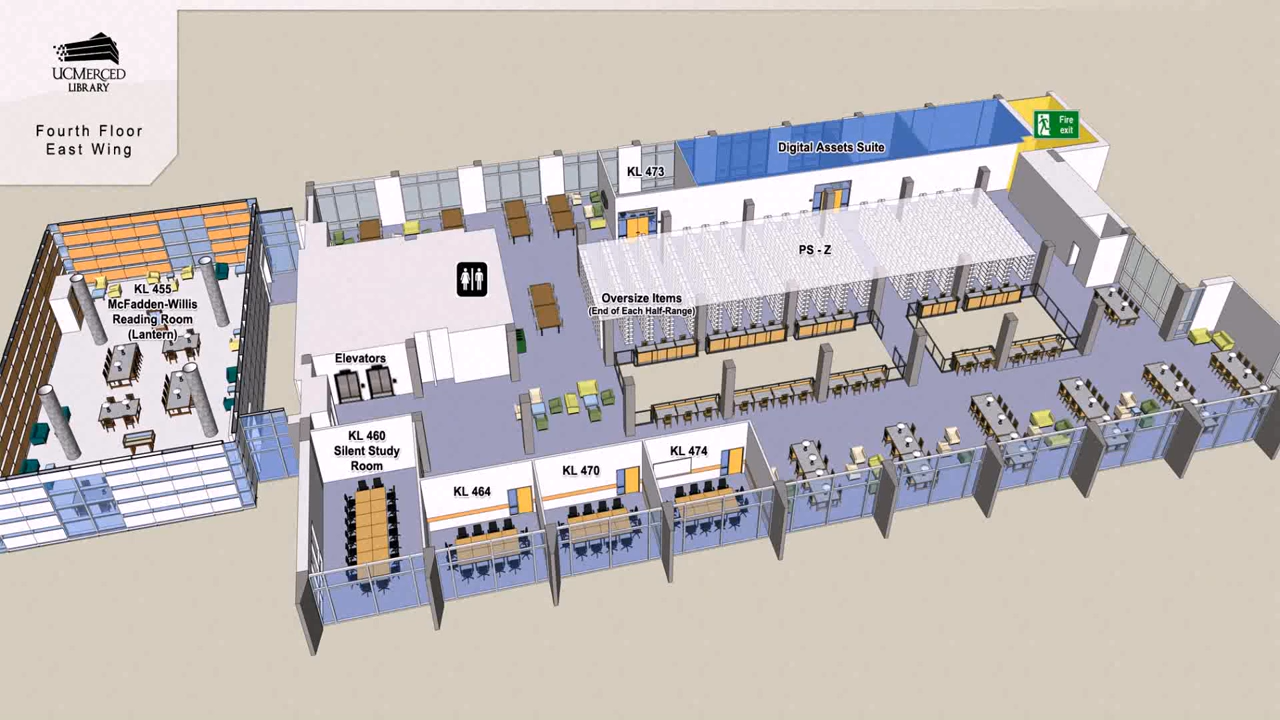 UCMERCED
LIBRARY
Fourth Floor
East Wing
Fire
exit
Digital Assets Suite
KL 473
PS - Z
KL 455
McFadden-Willis
Reading Room
(Lantern)
Oversize Items
(End of Each Half-Range)
Elevators
KL 460
Silent Study
Room
KL 464
KL 470
KL 474